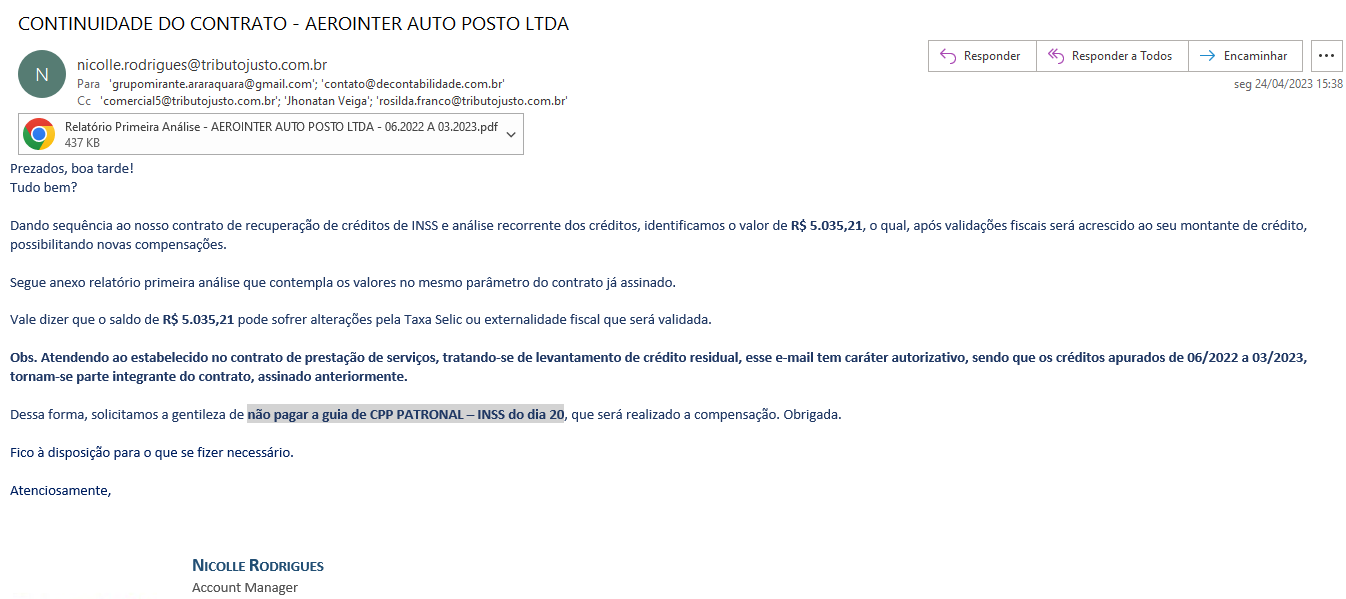 CONTINUIDADE DO CONTRATO - AEROINTER AUTO POSTO LTDA
N
nicolle.rodrigues@tributojusto.com.br
Para 'grupomirante.araraquara@gmail.com'; 'contato@decontabilidade.com.br'
Cc 'comercial5@tributojusto.com.br'; 'Jhonatan Veiga'; 'rosilda.franco@tributojusto.com.br'
Responder
Responder a Todos
Encaminhar
seg 24/04/2023 15:38
Relatório Primeira Análise - AEROINTER AUTO POSTO LTDA - 06.2022 A 03.2023.pdf
437 KB
Prezados, boa tarde!
Tudo bem?
Dando sequência ao nosso contrato de recuperação de créditos de INSS e análise recorrente dos créditos, identificamos o valor de R$ 5.035,21, o qual, após validações fiscais será acrescido ao seu montante de crédito,
possibilitando novas compensações.
Segue anexo relatório primeira análise que contempla os valores no mesmo parâmetro do contrato já assinado.
Vale dizer que o saldo de R$ 5.035,21 pode sofrer alterações pela Taxa Selic ou externalidade fiscal que será validada.
Obs. Atendendo ao estabelecido no contrato de prestação de serviços, tratando-se de levantamento de crédito residual, esse e-mail tem caráter autorizativo, sendo que os créditos apurados de 06/2022 a 03/2023,
tornam-se parte integrante do contrato, assinado anteriormente.
Dessa forma, solicitamos a gentileza de não pagar a guia de CPP PATRONAL – INSS do dia 20, que será realizado a compensação. Obrigada.
Fico à disposição para o que se fizer necessário.
Atenciosamente,
NICOLLE RODRIGUES
Account Manager